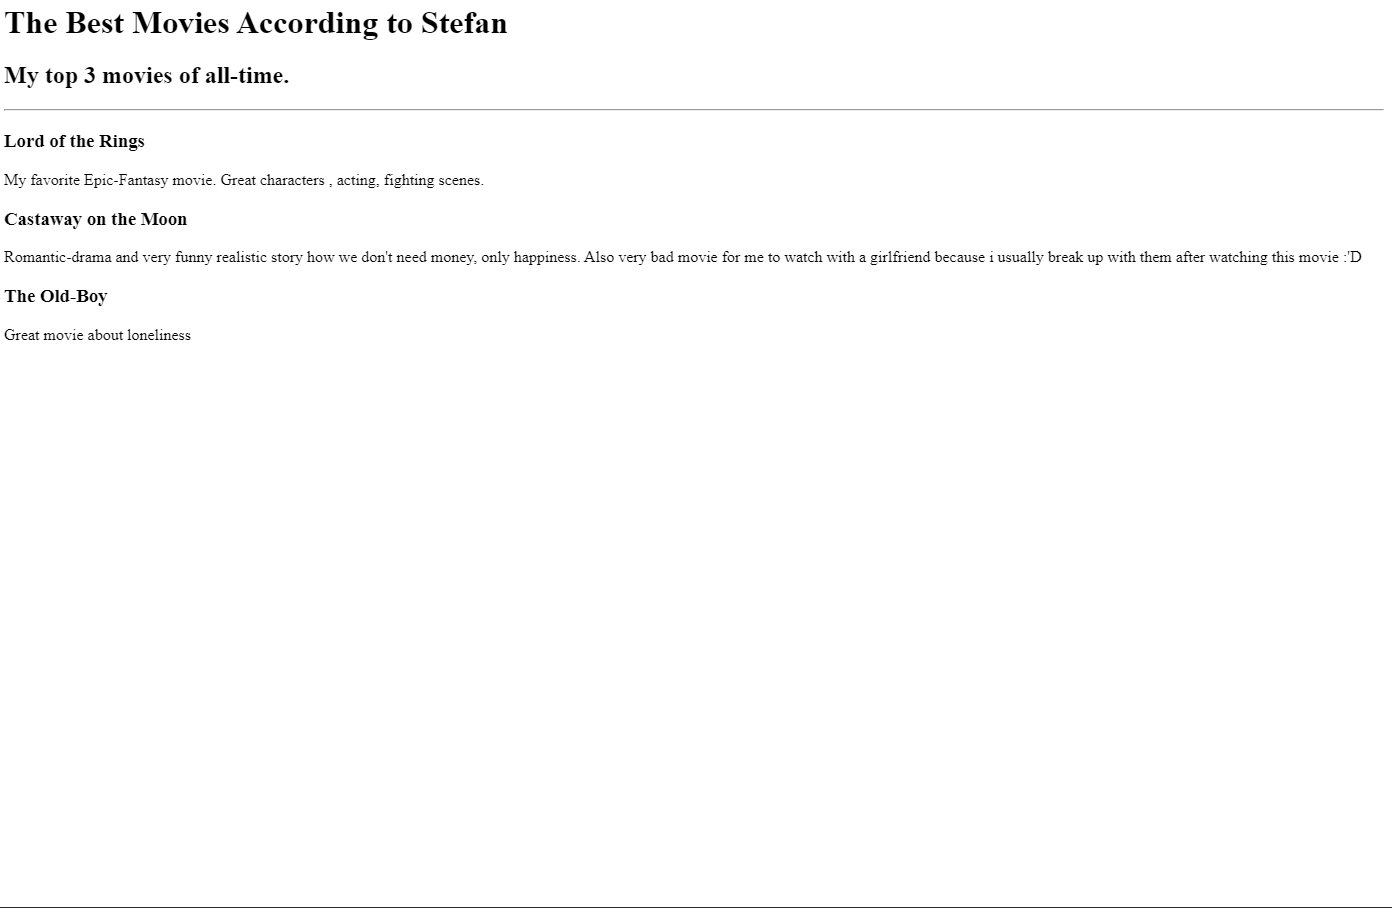 The Best Movies According to Stefan
My top 3 movies of all-time.
Lord of the Rings
My favorite Epic-Fantasy movie. Great characters , acting, fighting scenes.
Castaway on the Moon
Romantic-drama and very funny realistic story how we don't need money, only happiness. Also very bad movie for me to watch with a girlfriend because i usually break up with them after watching this movie :'D
The Old-Boy
Great movie about loneliness